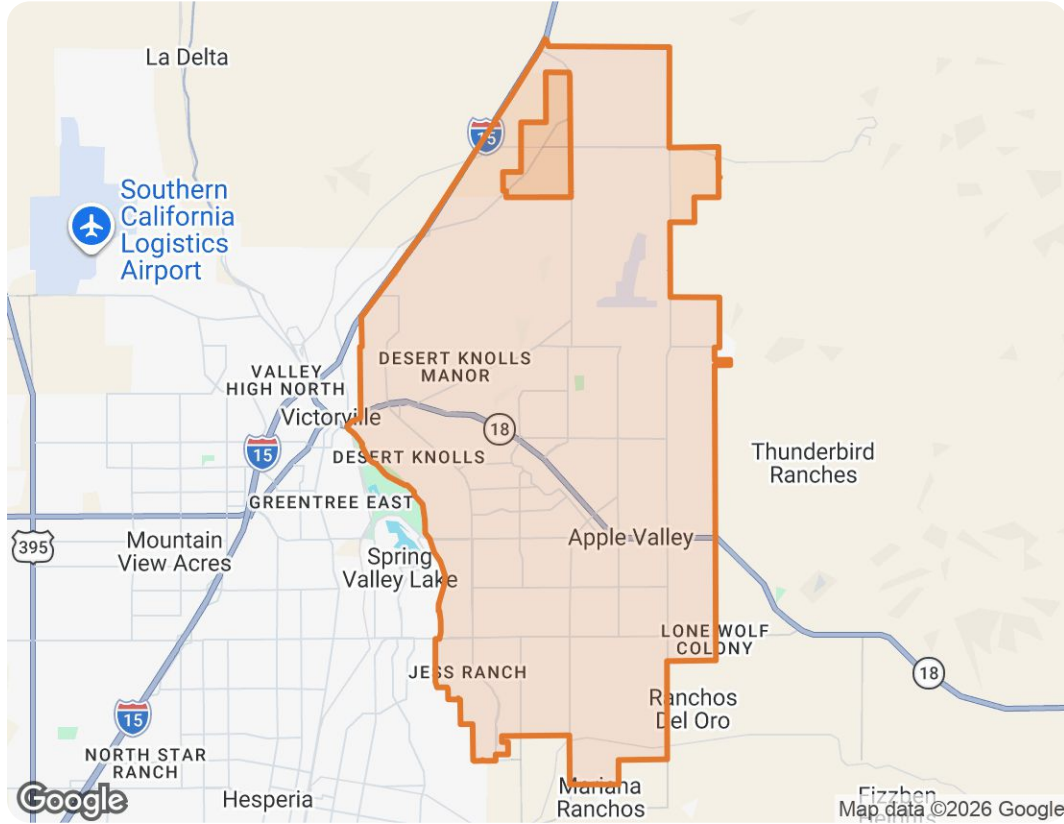 La Delta
15
Southern
California
Logistics
Airport
DESERT KNOLLS
MANOR
VALLEY
HIGH NORTH
Victorville
18
15
DESERT KNOLLS
Thunderbird
Ranches
GREENTREE EAST
395
Mountain
View Acres
Apple Valley
Spring
Valley Lake
LONE WOLF
COLONY
JESS RANCH
18
Ranchos
Del Oro
15
NORTH STAR
RANCH
Hesperia
Mariana
Ranchos
Fizzben
Google
Map data ©2026 Google